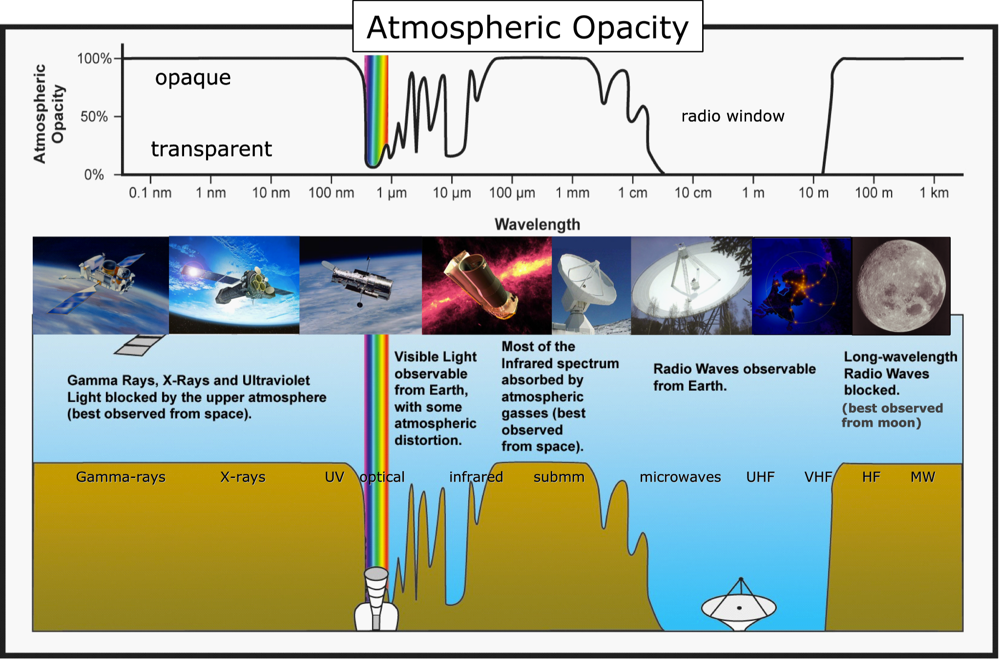 Atmospheric Opacity
Atmospheric
Opacity
100%
50%
0%
opaque
transparent
radio window
0.1 nm 1 nm 10 nm 100 nm 1 µm 10 µm 100 µm 1 mm 1 cm 10 cm 1 m 10 m 100 m 1 km
Wavelength
Gamma Rays, X-Rays and Ultraviolet
Light blocked by the upper atmosphere
(best observed from space).
Visible Light
observable
from Earth,
with some
atmospheric
distortion.
Most of the
Infrared spectrum
absorbed by
atmospheric
gasses (best
observed
from space).
Radio Waves observable
from Earth.
Long-wavelength
Radio Waves
blocked.
(best observed
from moon)
Gamma-rays X-rays UV optical infrared submm microwaves UHF VHF HF MW